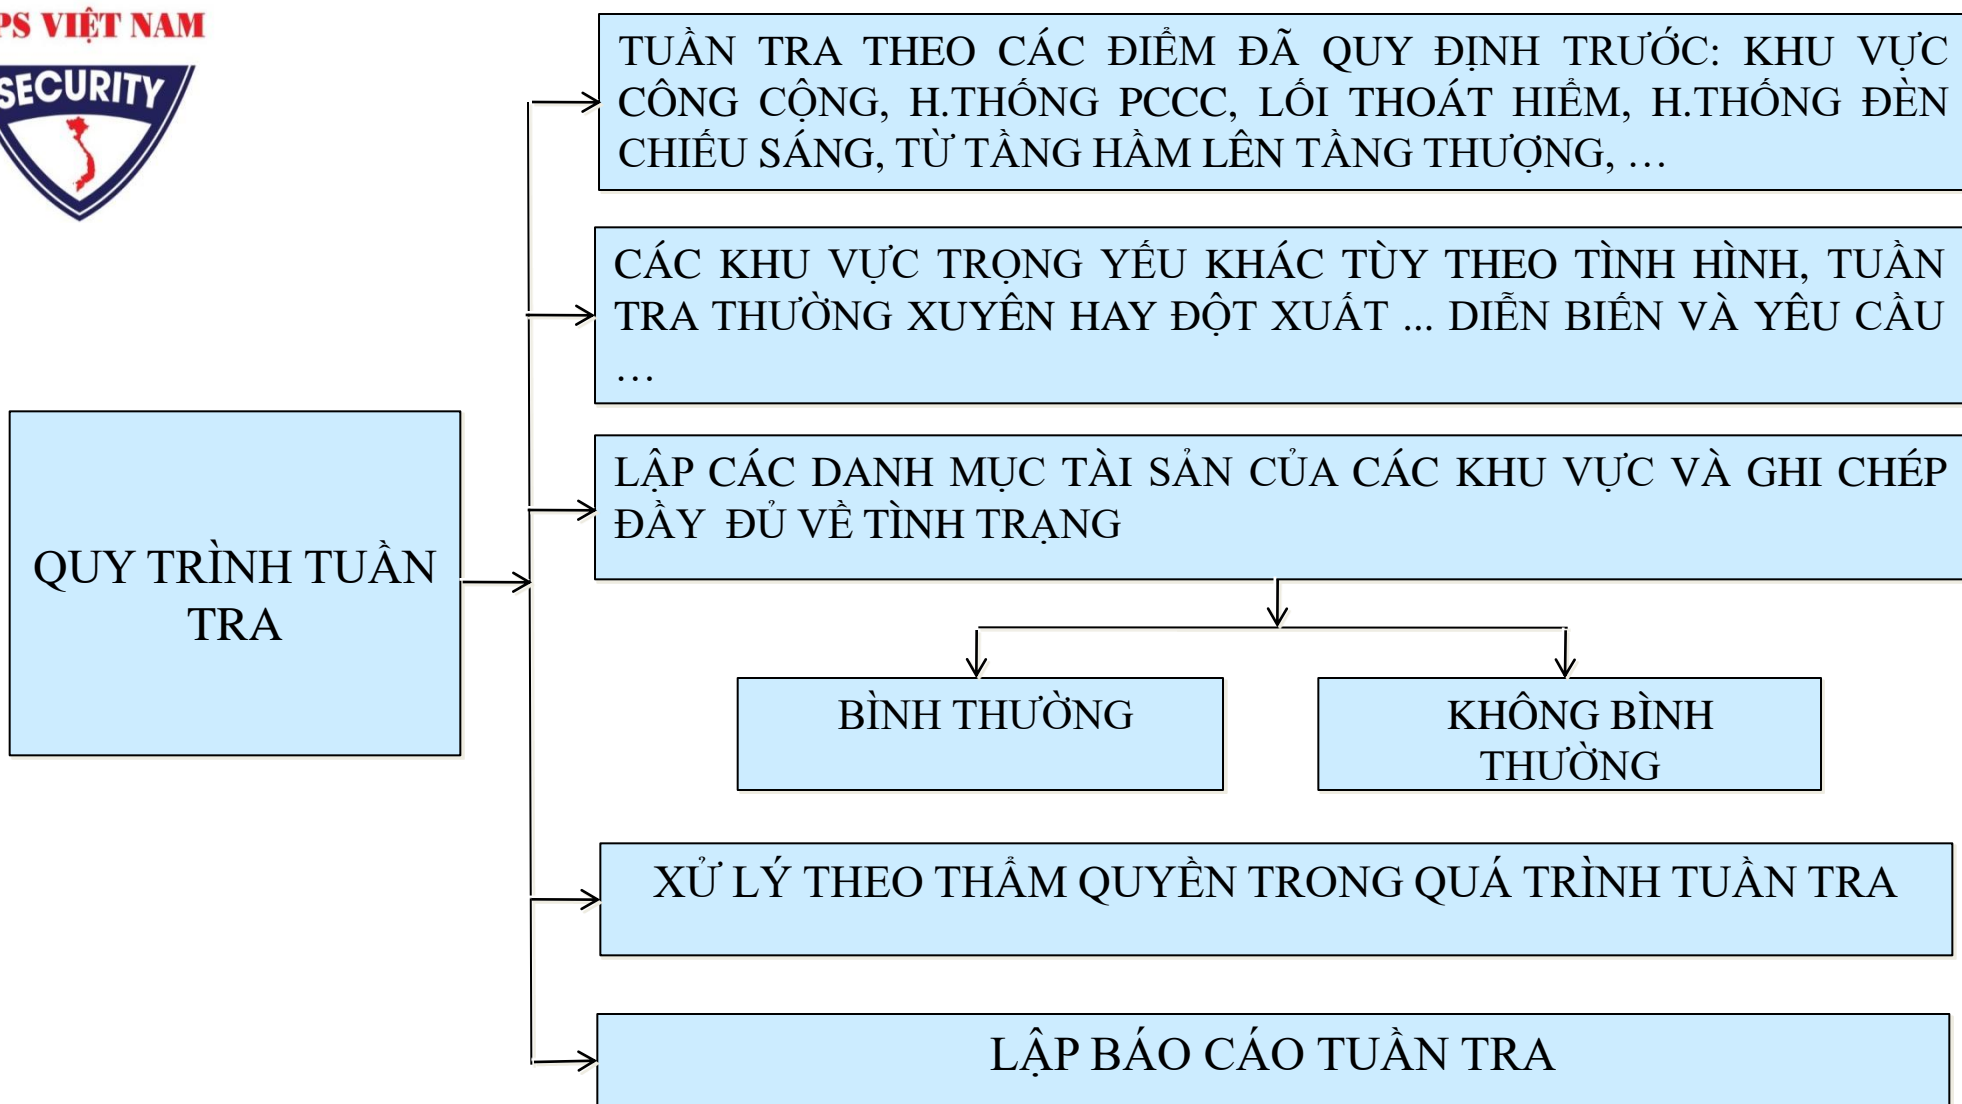 PS VIỆT NAM
SECURITY
TUẦN TRA THEO CÁC ĐIỂM ĐÃ QUY ĐỊNH TRƯỚC: KHU VỰC
CÔNG CỘNG, H.THỐNG PCCC, LỐI THOÁT HIỂM, H.THỐNG ĐÈN
CHIẾU SÁNG, TỪ TẦNG HẦM LÊN TẦNG THƯỢNG, …
CÁC KHU VỰC TRỌNG YẾU KHÁC TÙY THEO TÌNH HÌNH, TUẦN
TRA THƯỜNG XUYÊN HAY ĐỘT XUẤT ... DIỄN BIẾN VÀ YÊU CẦU
…
LẬP CÁC DANH MỤC TÀI SẢN CỦA CÁC KHU VỰC VÀ GHI CHÉP
ĐẦY ĐỦ VỀ TÌNH TRẠNG
QUY TRÌNH TUẦN
TRA
BÌNH THƯỜNG
KHÔNG BÌNH
THƯỜNG
XỬ LÝ THEO THẨM QUYỀN TRONG QUÁ TRÌNH TUẦN TRA
LẬP BÁO CÁO TUẦN TRA